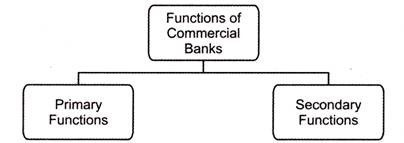 Functions of
Commercial
Banks
Primary
Functions
Secondary
Functions